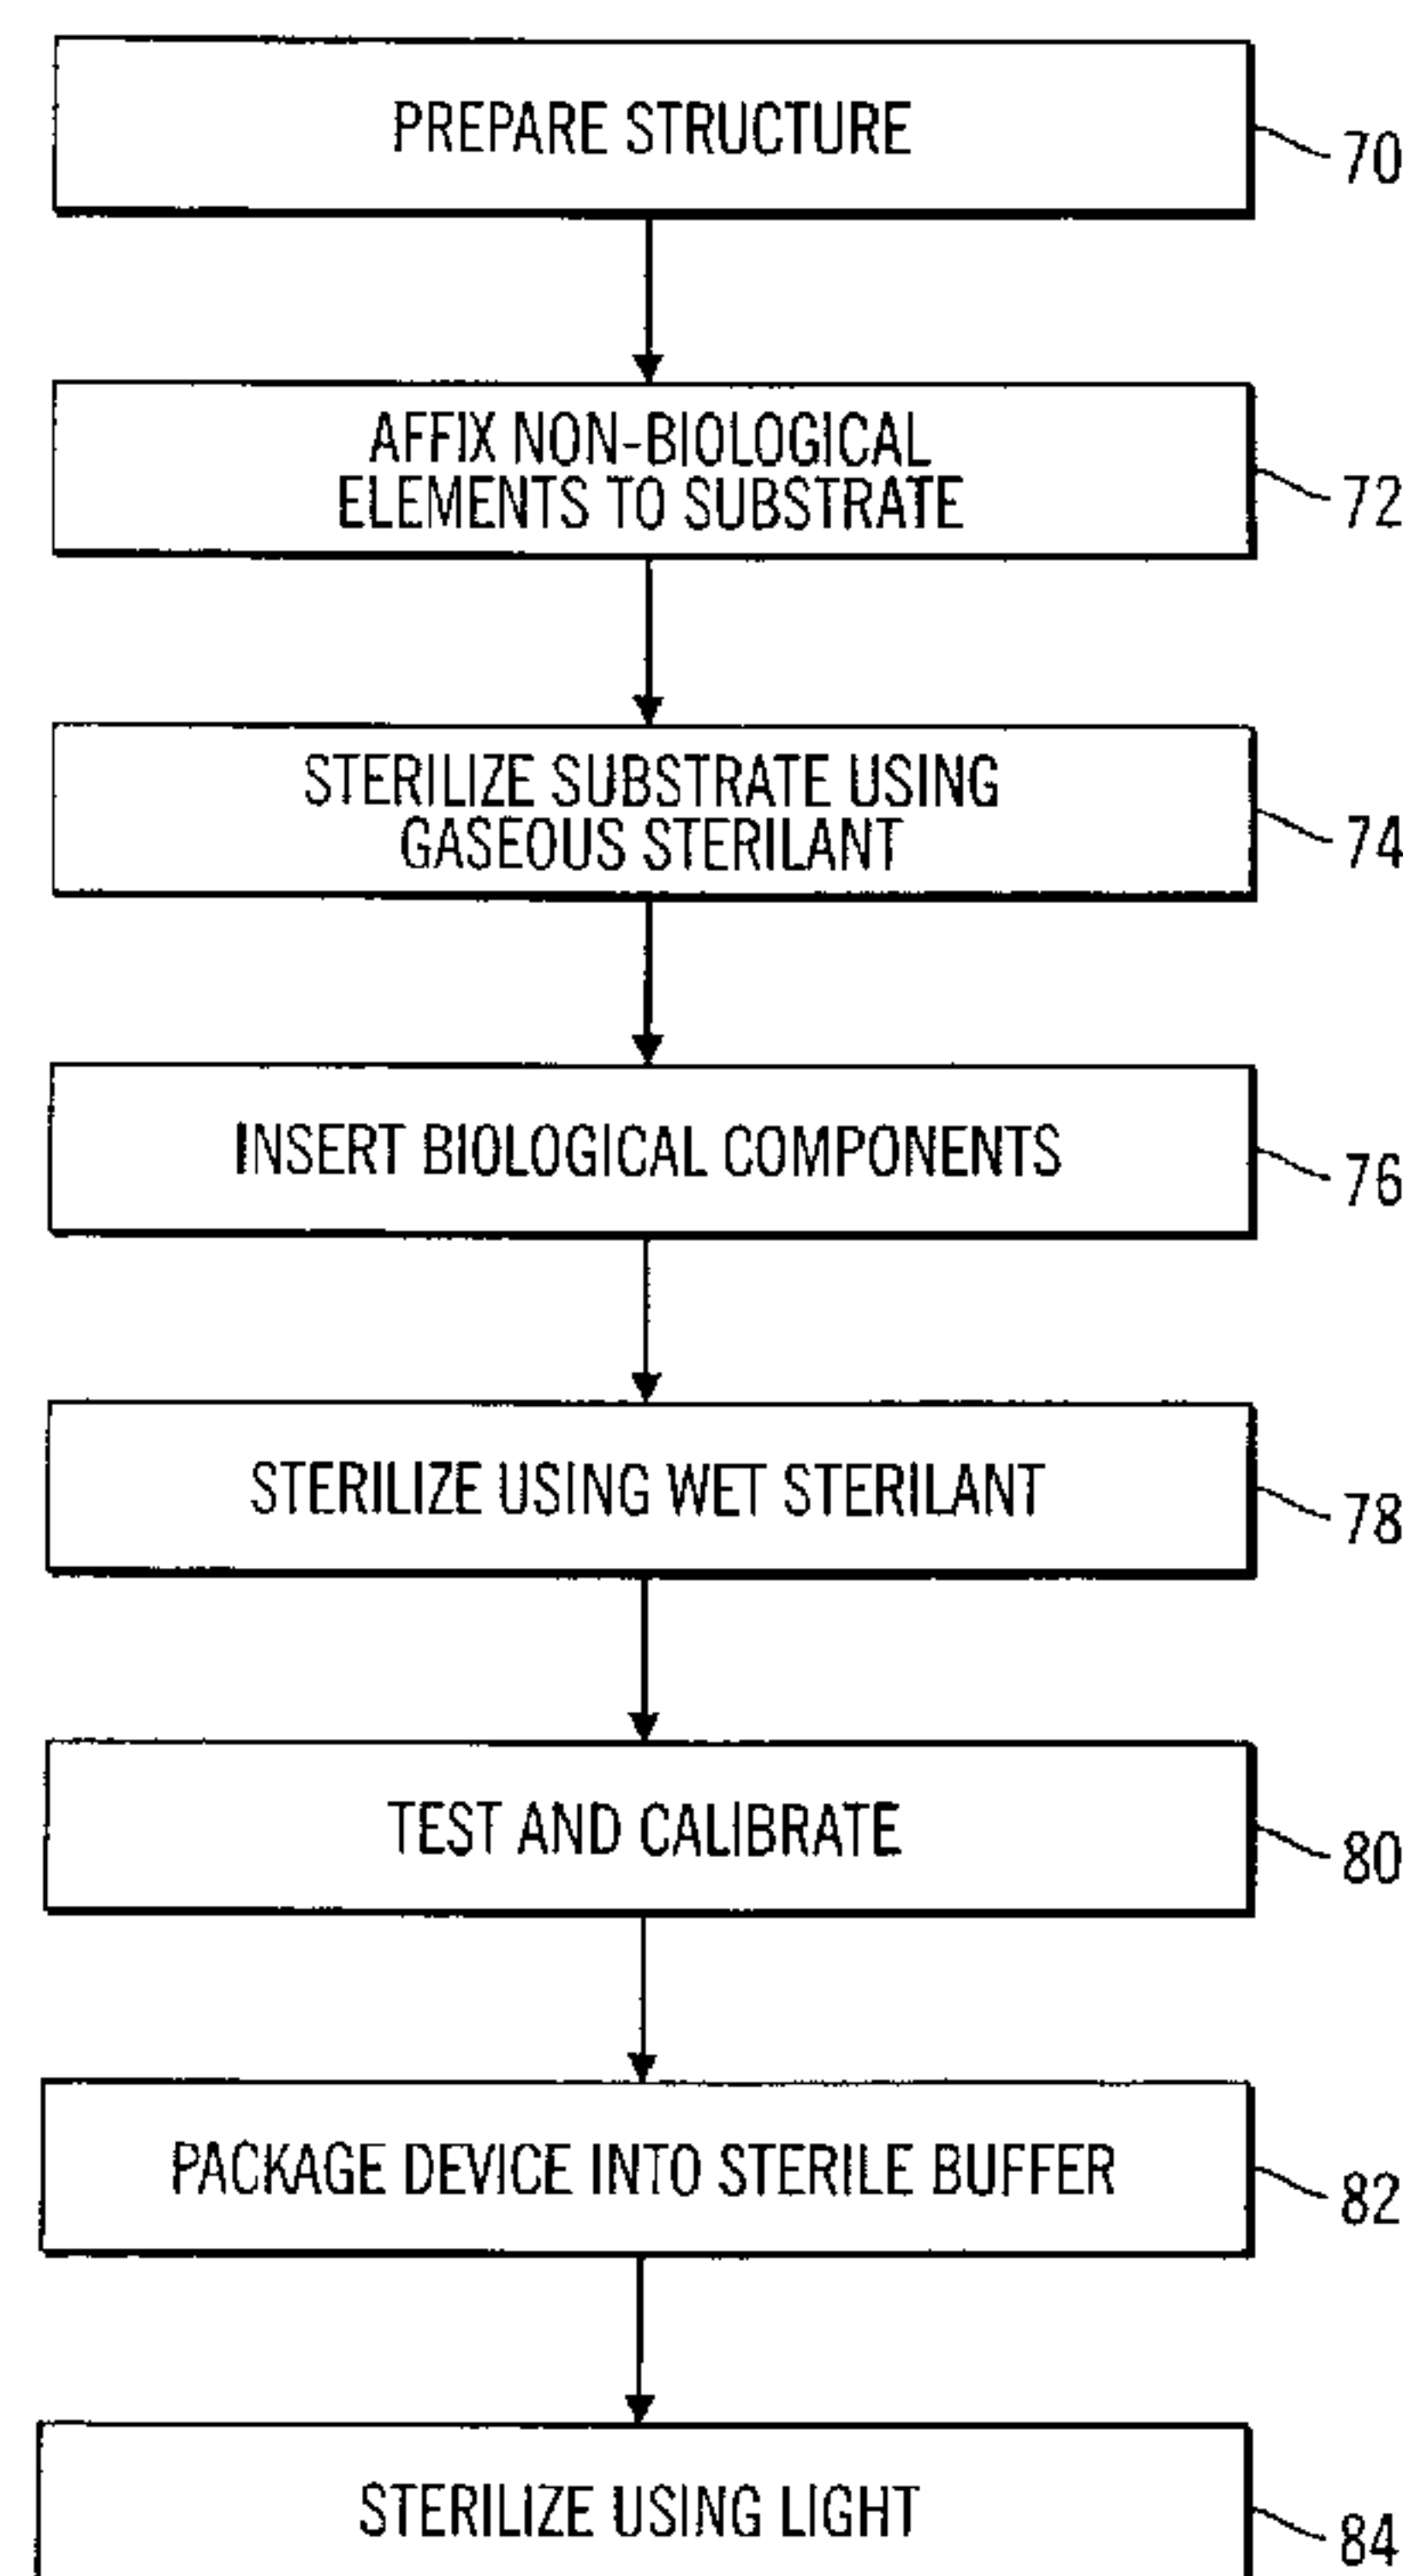 PREPARE STRUCTURE
70
AFFIX NON-BIOLOGICAL
ELEMENTS TO SUBSTRATE
72
STERILIZE SUBSTRATE USING
GASEOUS STERILANT
74
INSERT BIOLOGICAL COMPONENTS
76
STERILIZE USING WET STERILANT
78
TEST AND CALIBRATE
80
PACKAGE DEVICE INTO STERILE BUFFER
82
STERILIZE USING LIGHT
84